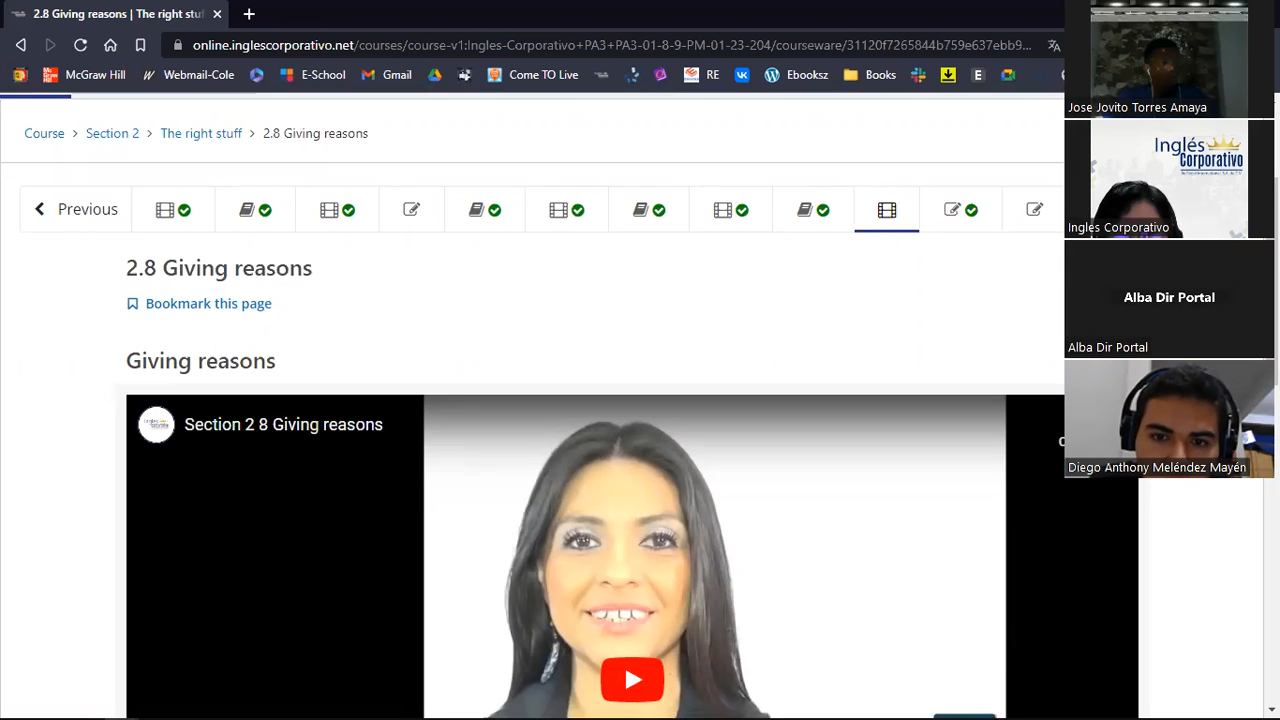 2.8 Giving reasons | The right stuf
online.inglescorporativo.net/courses/course-v1:Ingles-Corporativo+PA3+PA3-01-8-9-PM-01-23-204/courseware/31120f7265844b759e637ebb9...
McGraw Hill Webmail-Cole E-School Gmail Come TO Live RE Ebooksz Books
Course > Section 2 > The right stuff > 2.8 Giving reasons
Previous
2.8 Giving reasons
Bookmark this page
Giving reasons
Section 2 8 Giving reasons
Jose Jovito Torres Amaya
Inglés
Corporativo
Ingles Corporativo
Alba Dir Portal
Alba Dir Portal
Diego Anthony Meléndez Mayén